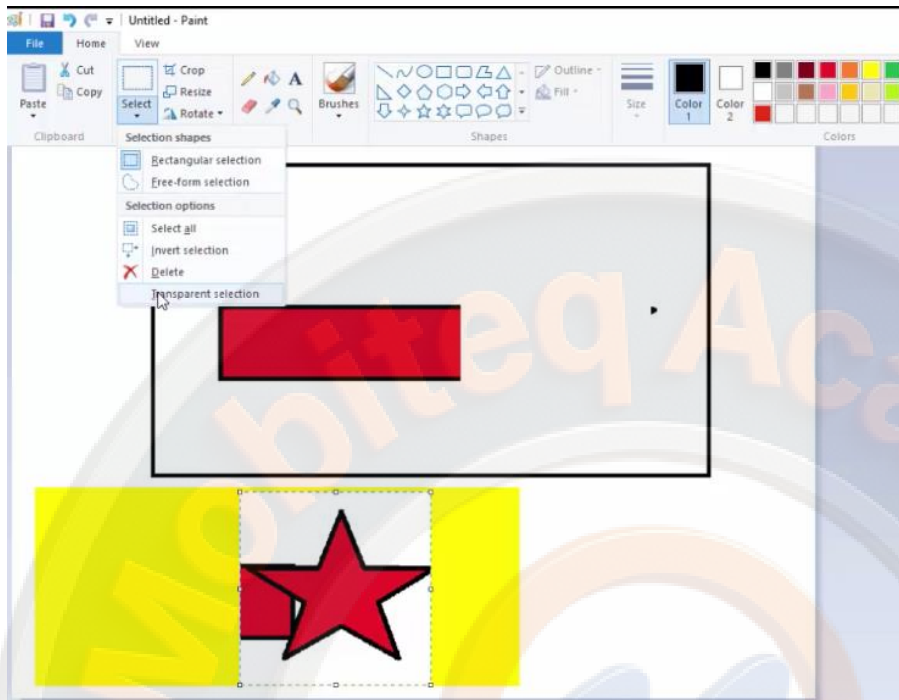 Untitled - Paint
File Home View
Cut
Copy
Paste
Crop
Resize
Rotate
Select
A
Brushes
Outline
Fill
Size
Color 1
Color 2
Clipboard
Shapes
Colors
Selection shapes
Rectangular selection
Free-form selection
Selection options
Select all
Invert selection
Delete
Transparent selection
Mobiteq Aca